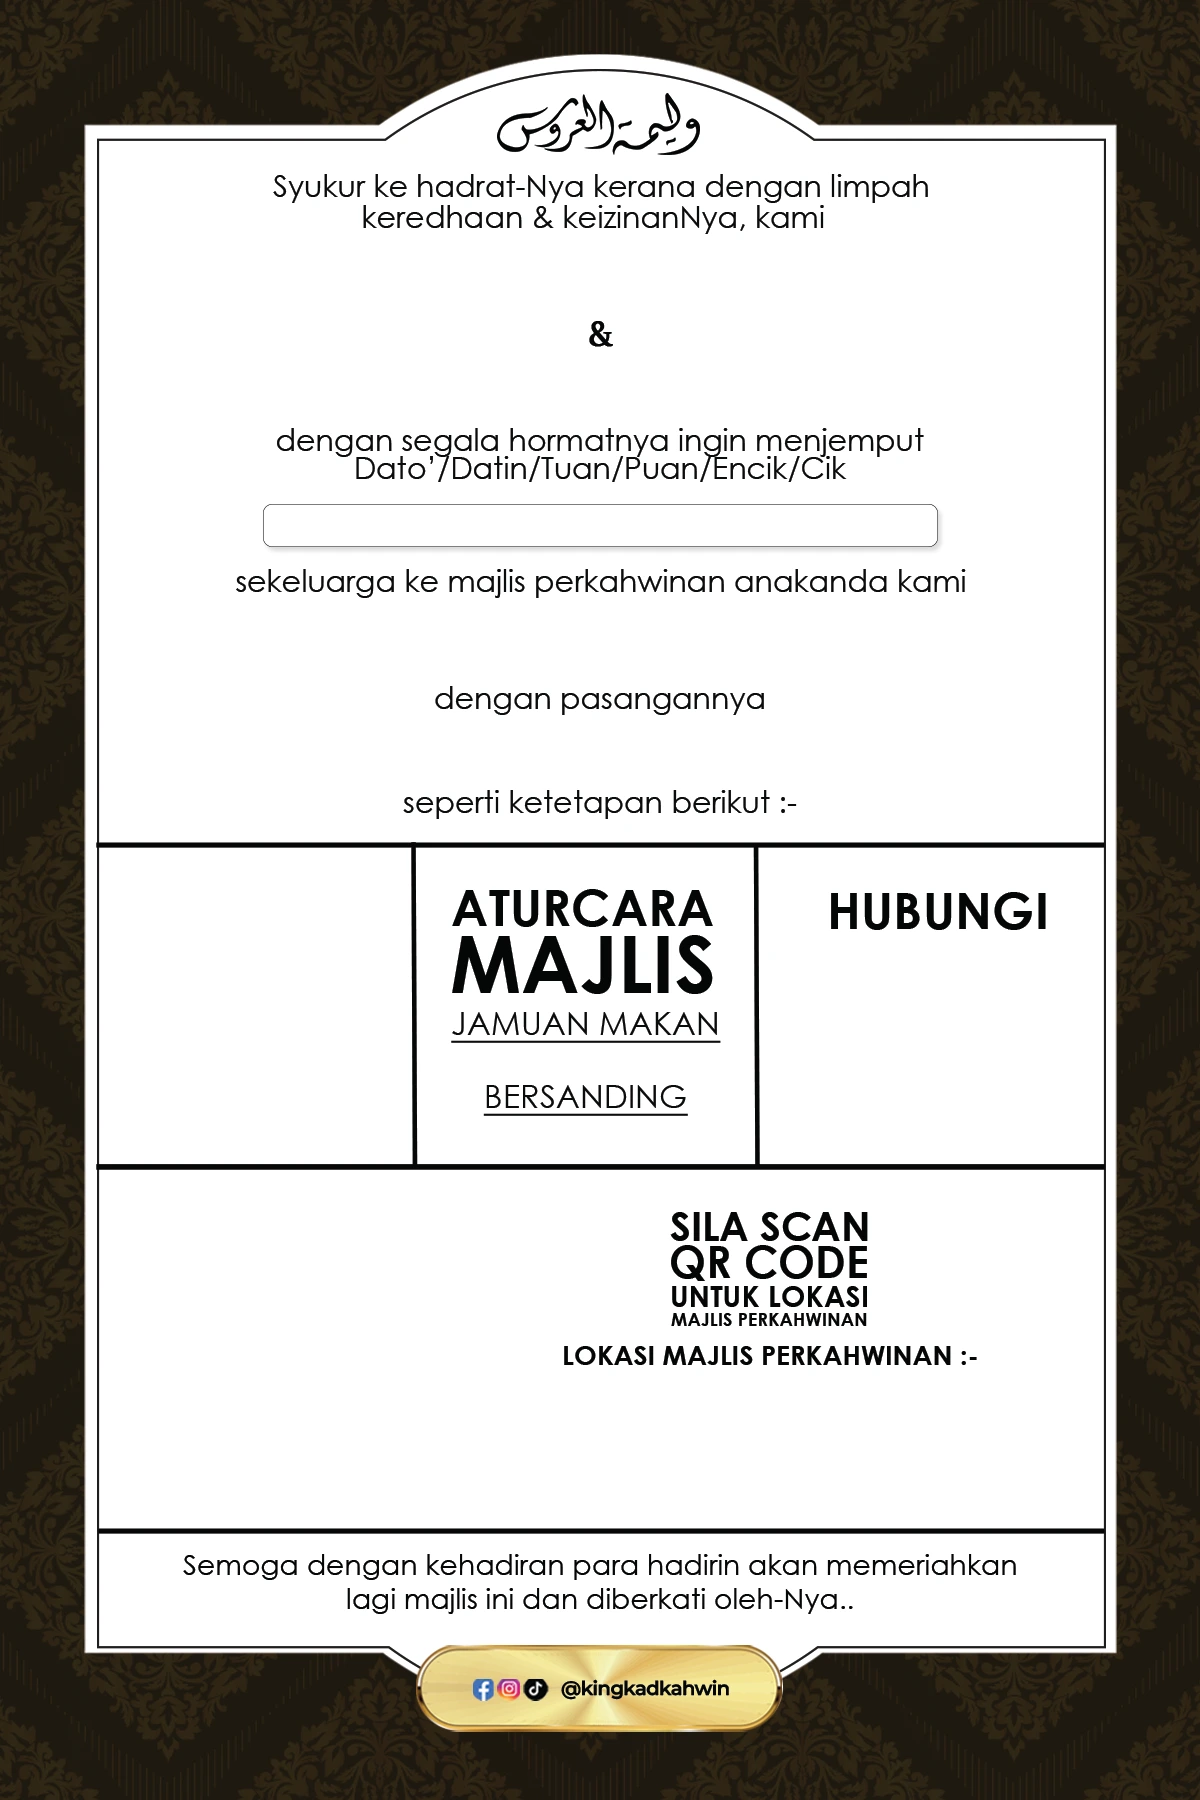 وليمة العروس
Syukur ke hadrat-Nya kerana dengan limpah
keredhaan & keizinanNya, kami
&
dengan segala hormatnya ingin menjemput
Dato’/Datin/Tuan/Puan/Encik/Cik
sekeluarga ke majlis perkahwinan anakanda kami
dengan pasangannya
seperti ketetapan berikut :-
ATURCARA
MAJLIS
JAMUAN MAKAN
BERSANDING
HUBUNGI
SILA SCAN
QR CODE
UNTUK LOKASI
MAJLIS PERKAHWINAN
LOKASI MAJLIS PERKAHWINAN :-
Semoga dengan kehadiran para hadirin akan memeriahkan
lagi majlis ini dan diberkati oleh-Nya..
@kingkadkahwin